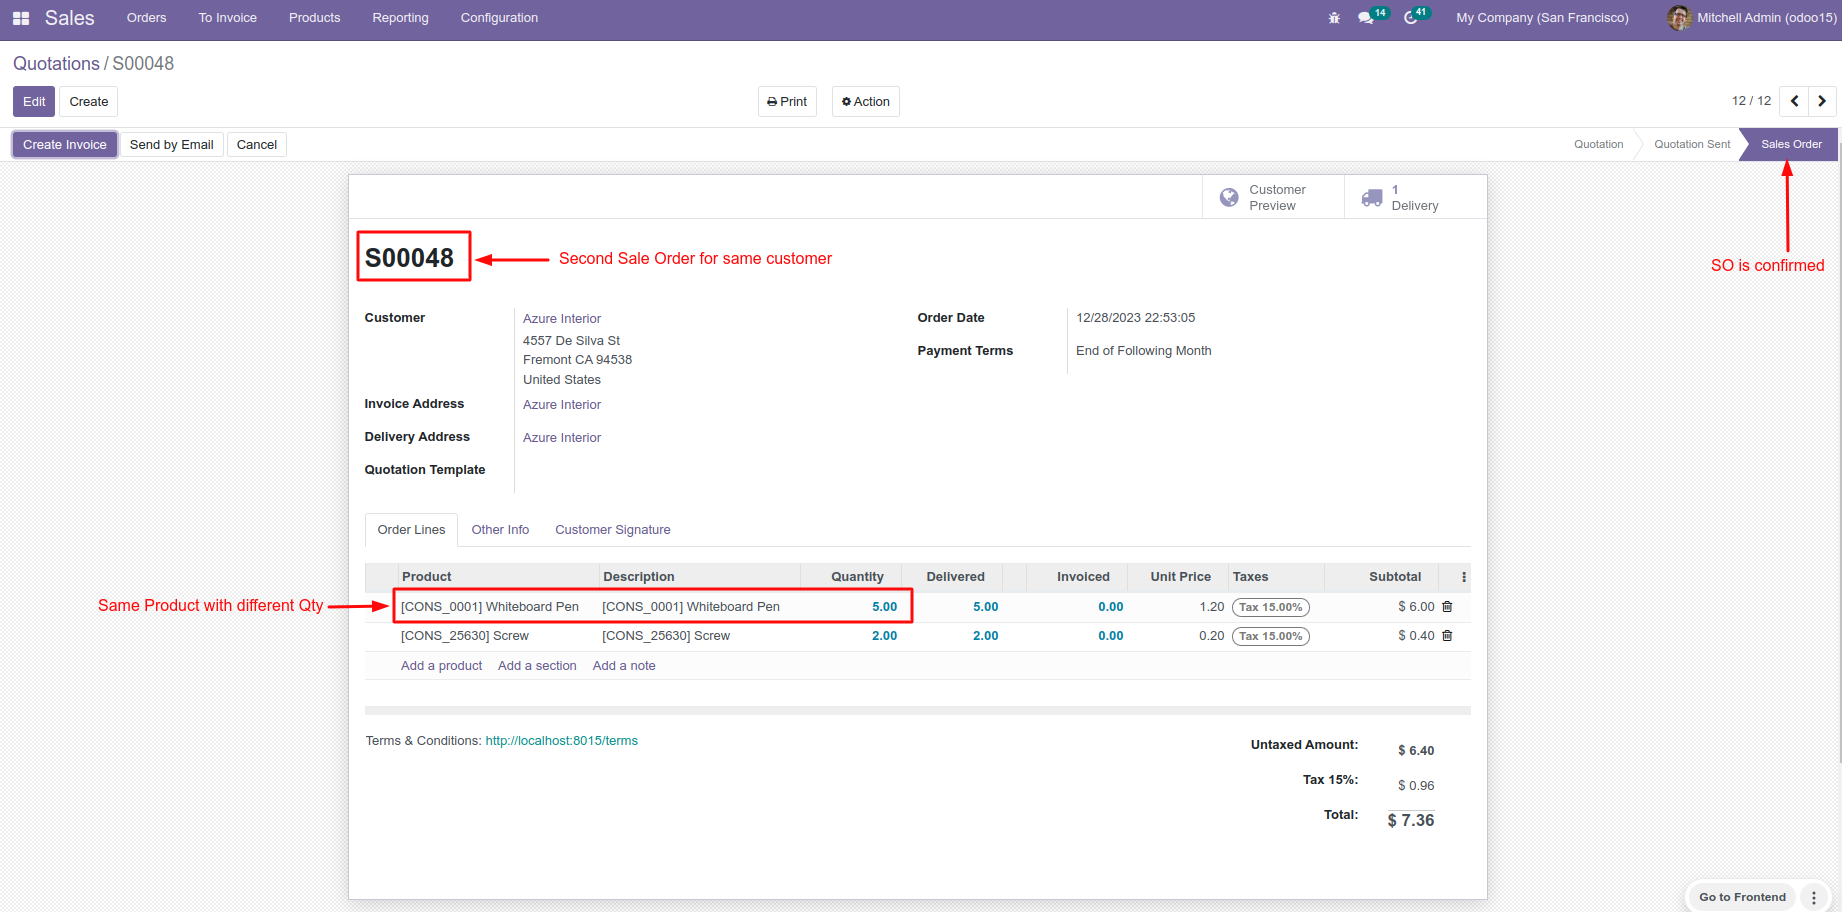 Sales Orders To Invoice Products Reporting Configuration 14 41 My Company (San Francisco) Mitchell Admin (odoo15)
Quotations / S00048
Edit Create Print Action 12 / 12
Create Invoice Send by Email Cancel Quotation Quotation Sent Sales Order
Customer Preview
1 Delivery
S00048 Second Sale Order for same customer
SO is confirmed
Customer Azure Interior
4557 De Silva St
Fremont CA 94538
United States
Order Date 12/28/2023 22:53:05
Payment Terms End of Following Month
Invoice Address Azure Interior
Delivery Address Azure Interior
Quotation Template
Order Lines Other Info Customer Signature
Product Description Quantity Delivered Invoiced Unit Price Taxes Subtotal
Same Product with different Qty [CONS_0001] Whiteboard Pen [CONS_0001] Whiteboard Pen 5.00 5.00 0.00 1.20 Tax 15.00% $ 6.00
[CONS_25630] Screw [CONS_25630] Screw 2.00 2.00 0.00 0.20 Tax 15.00% $ 0.40
Add a product Add a section Add a note
Terms & Conditions: http://localhost:8015/terms
Untaxed Amount: $ 6.40
Tax 15%: $ 0.96
Total: $ 7.36
Go to Frontend